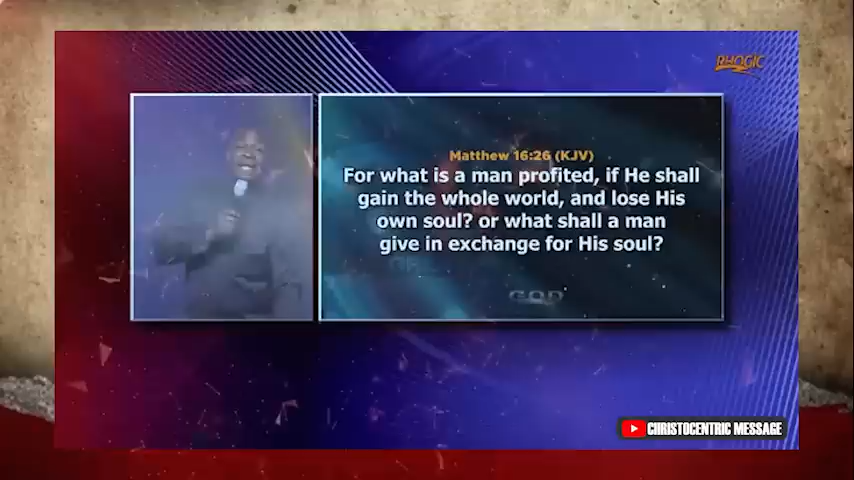 RHOGIC
Matthew 16:26 (KJV)
For what is a man profited, if He shall
gain the whole world, and lose His
own soul? or what shall a man
give in exchange for His soul?
GOD
CHRISTOCENTRIC MESSAGE